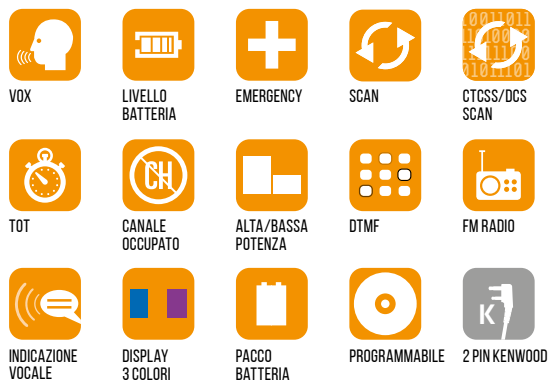 10011011
VOX
LIVELLO
BATTERIA
EMERGENCY
SCAN
CTCSS/DCS
SCAN
CH
TOT
CANALE
OCCUPATO
ALTA/BASSA
POTENZA
DTMF
FM RADIO
K
INDICAZIONE
VOCALE
DISPLAY
3 COLORI
PACCO
BATTERIA
PROGRAMMABILE
2 PIN KENWOOD